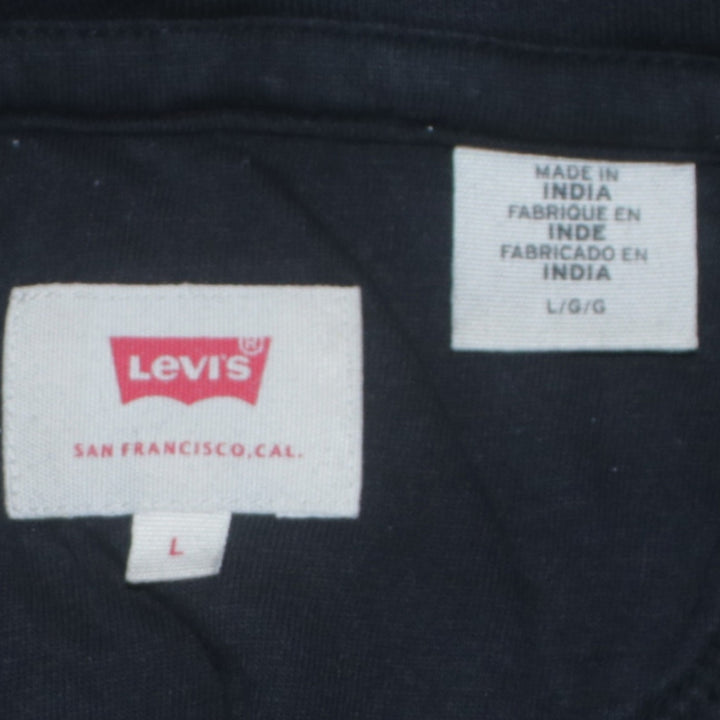 MADE IN
INDIA
FABRIQUE EN
INDE
FABRICADO EN
INDIA
L/G/G
LEVI'S®
SAN FRANCISCO, CAL.
L